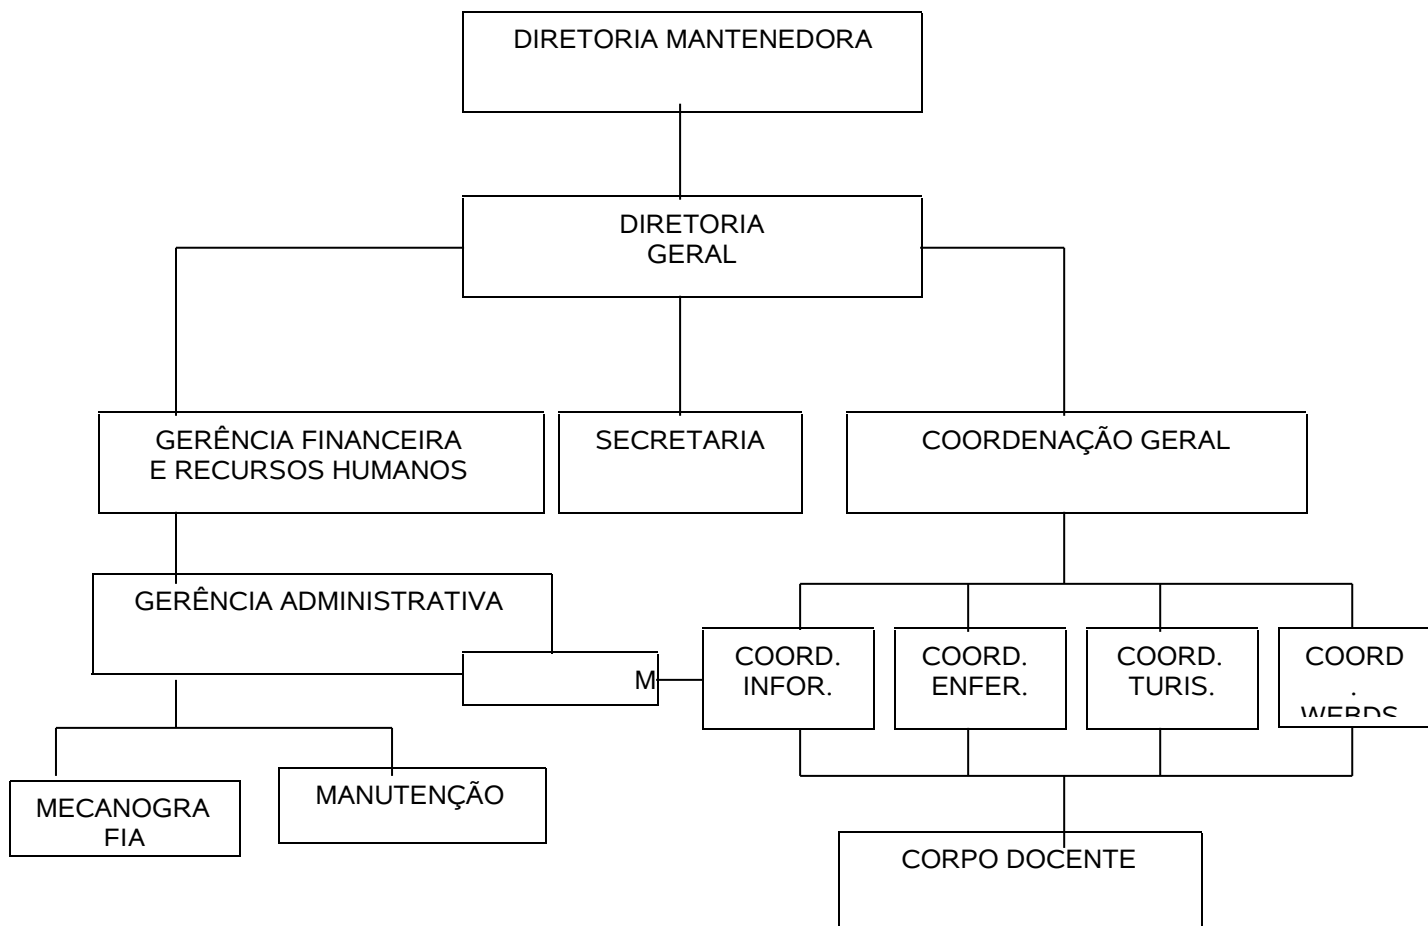 DIRETORIA MANTENEDORA
DIRETORIA
GERAL
GERÊNCIA FINANCEIRA
E RECURSOS HUMANOS
SECRETARIA
COORDENAÇÃO GERAL
GERÊNCIA ADMINISTRATIVA
M
COORD.
INFOR.
COORD.
ENFER.
COORD.
TURIS.
COORD
.
WEBDS
MECANOGRA
FIA
MANUTENÇÃO
CORPO DOCENTE